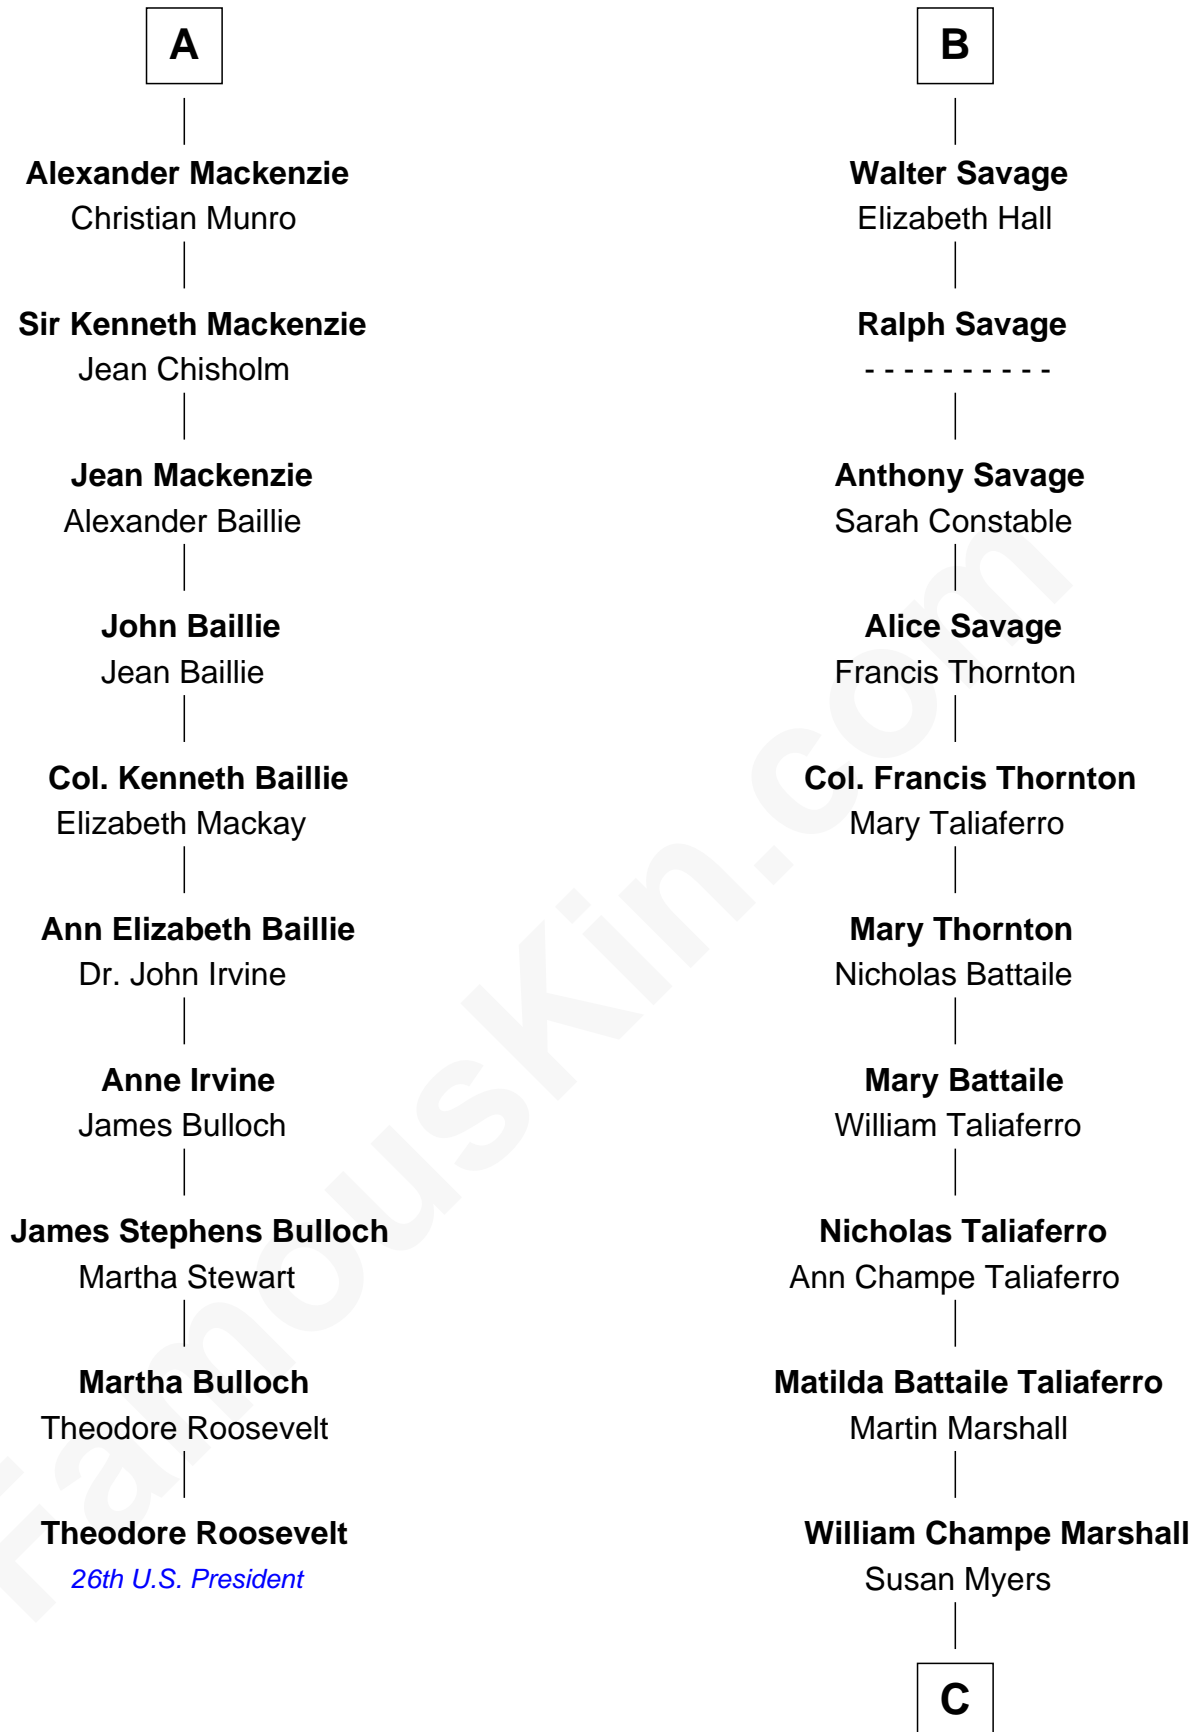 A
Alexander Mackenzie
Christian Munro
Sir Kenneth Mackenzie
Jean Chisholm
Jean Mackenzie
Alexander Baillie
John Baillie
Jean Baillie
Col. Kenneth Baillie
Elizabeth Mackay
Ann Elizabeth Baillie
Dr. John Irvine
Anne Irvine
James Bulloch
James Stephens Bulloch
Martha Stewart
Martha Bulloch
Theodore Roosevelt
Theodore Roosevelt
26th U.S. President
B
Walter Savage
Elizabeth Hall
Ralph Savage
- - - - - - - - - -
Anthony Savage
Sarah Constable
Alice Savage
Francis Thornton
Col. Francis Thornton
Mary Taliaferro
Mary Thornton
Nicholas Battaile
Mary Battaile
William Taliaferro
Nicholas Taliaferro
Ann Champe Taliaferro
Matilda Battaile Taliaferro
Martin Marshall
William Champe Marshall
Susan Myers
C
FamousKin.com